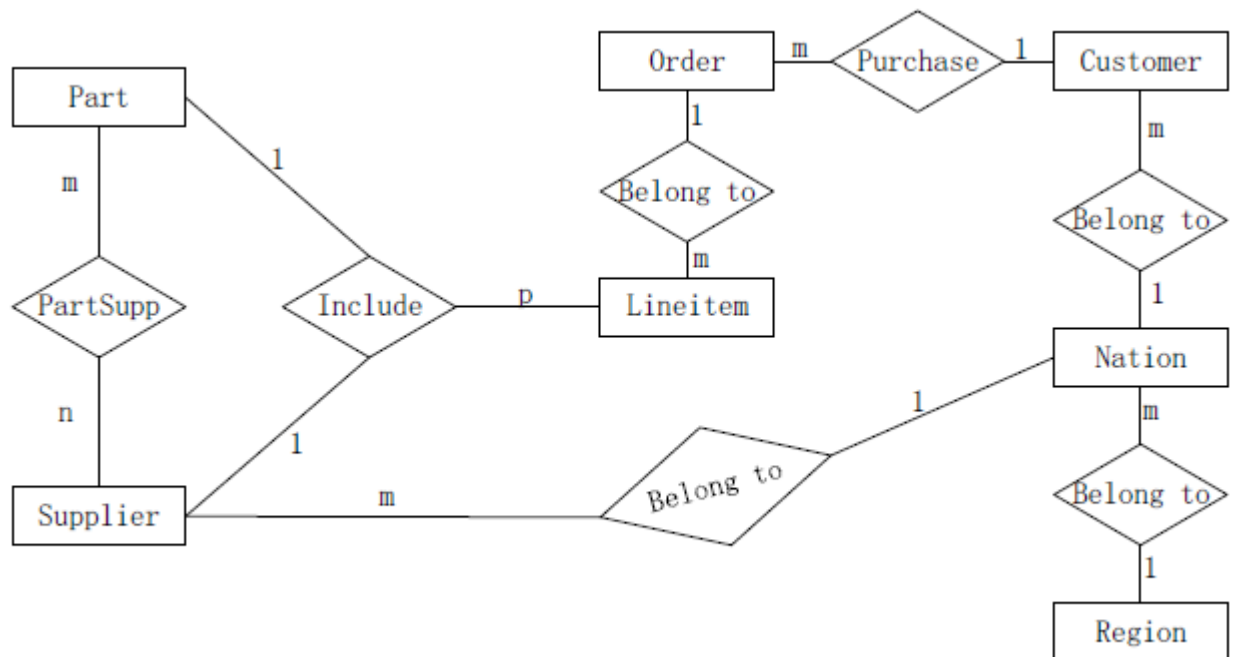 Order
m
Purchase
1
Customer
Part
1
m
1
m
Belong to
Belong to
m
PartSupp
Include
p
Lineitem
1
Nation
n
1
1
m
Supplier
m
Belong to
Belong to
1
Region